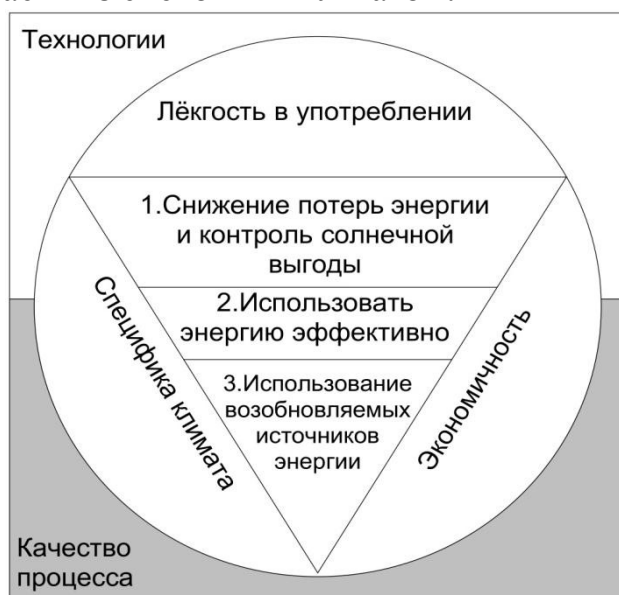 Технологии
Лёкгость в употреблении
1.Снижение потерь энергии
и контроль солнечной
выгоды
2.Использовать
энергию эффективно
3.Использование
возобновляемых
источников
энергии
Специфика климата
Экономичность
Качество
процесса